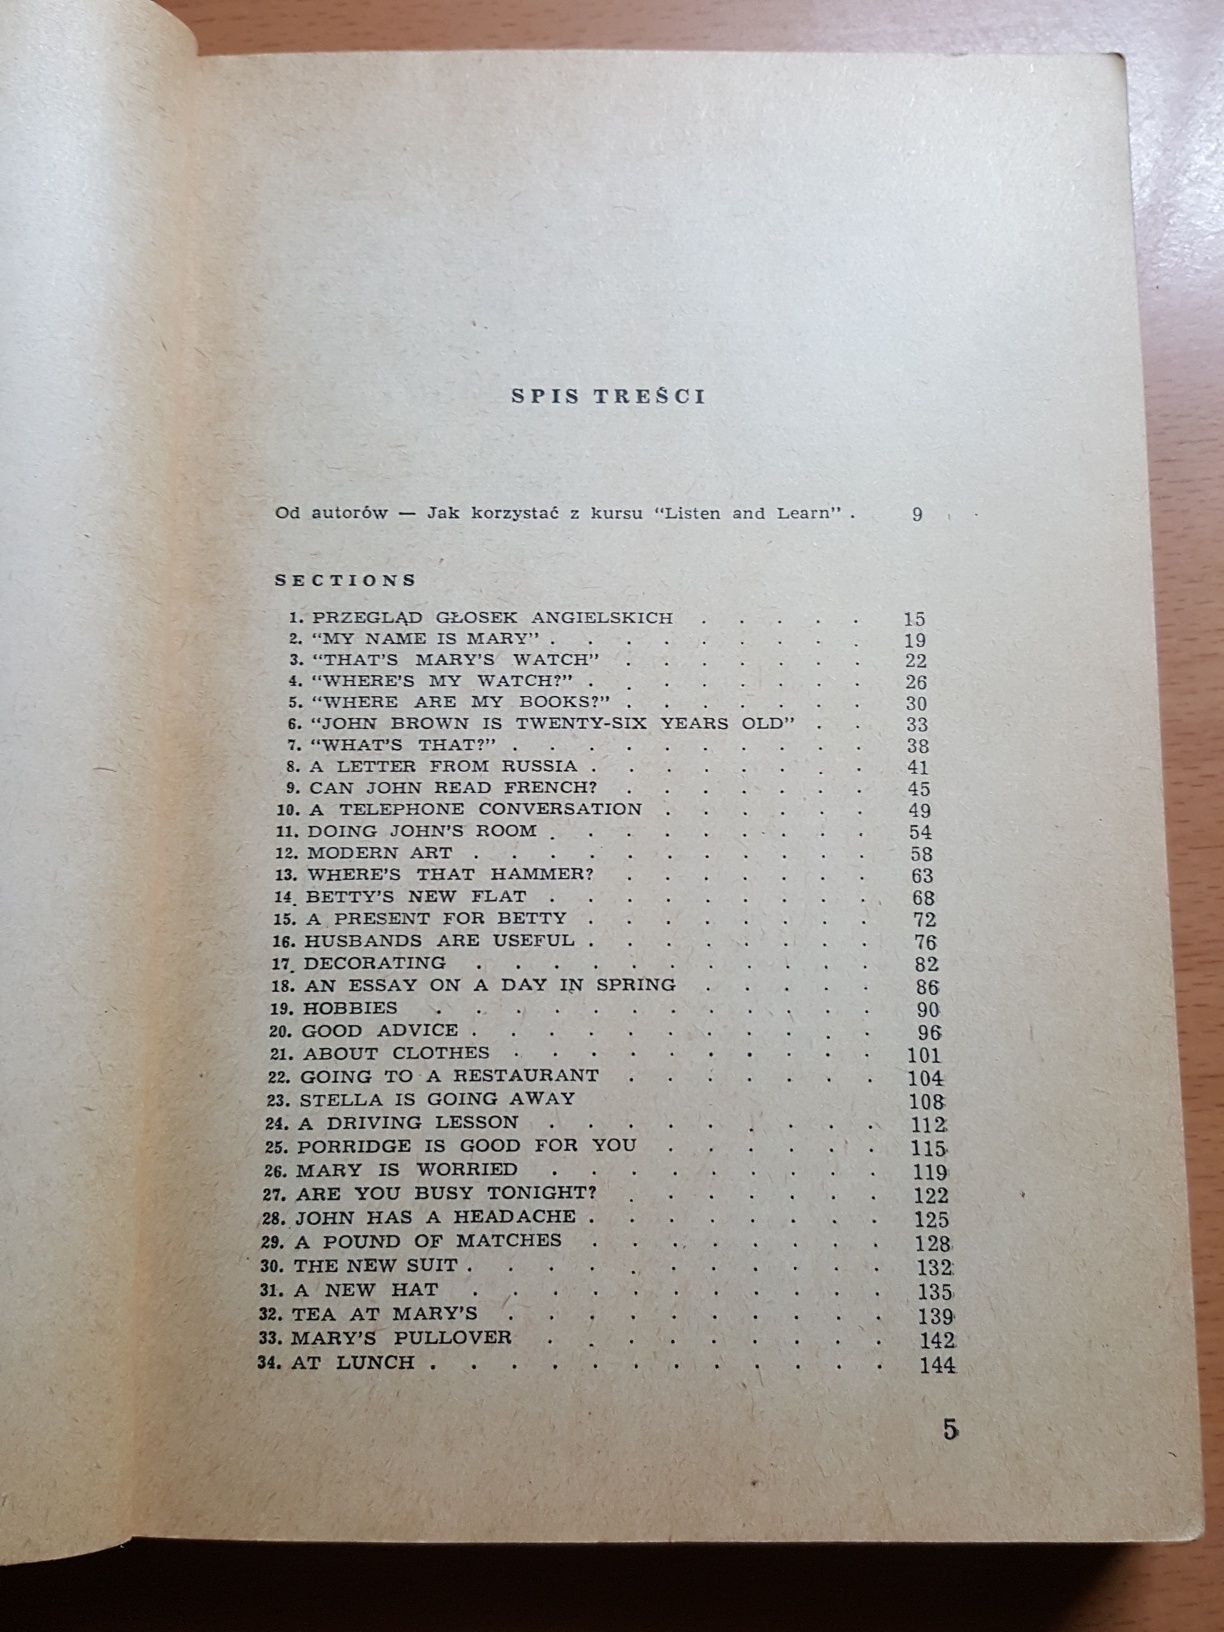 SPIS TREŚCI
Od autorów — Jak korzystać z kursu “Listen and Learn” . 9
SECTIONS
1. PRZEGLĄD GŁOSEK ANGIELSKICH . . . . . 15
2. “MY NAME IS MARY” . . . . . . . . . 19
3. “THAT'S MARY'S WATCH” . . . . . . . 22
4. “WHERE'S MY WATCH?” . . . . . . . . 26
5. “WHERE ARE MY BOOKS?” . . . . . . . 30
6. “JOHN BROWN IS TWENTY-SIX YEARS OLD” . . 33
7. “WHAT'S THAT?” . . . . . . . . . . 38
8. A LETTER FROM RUSSIA . . . . . . . . 41
9. CAN JOHN READ FRENCH? . . . . . . . 45
10. A TELEPHONE CONVERSATION . . . . . . 49
11. DOING JOHN'S ROOM . . . . . . . . . 54
12. MODERN ART . . . . . . . . . . . 58
13. WHERE'S THAT HAMMER? . . . . . . . 63
14. BETTY'S NEW FLAT . . . . . . . . . 68
15. A PRESENT FOR BETTY . . . . . . . . 72
16. HUSBANDS ARE USEFUL . . . . . . . . 76
17. DECORATING . . . . . . . . . . . 82
18. AN ESSAY ON A DAY IN SPRING . . . . . 86
19. HOBBIES . . . . . . . . . . . . 90
20. GOOD ADVICE . . . . . . . . . . 96
21. ABOUT CLOTHES . . . . . . . . . . 101
22. GOING TO A RESTAURANT . . . . . . . 104
23. STELLA IS GOING AWAY 108
24. A DRIVING LESSON . . . . . . . . . 112
25. PORRIDGE IS GOOD FOR YOU . . . . . . 115
26. MARY IS WORRIED . . . . . . . . . 119
27. ARE YOU BUSY TONIGHT? . . . . . . . 122
28. JOHN HAS A HEADACHE . . . . . . . . 125
29. A POUND OF MATCHES . . . . . . . . 128
30. THE NEW SUIT . . . . . . . . . . . 132
31. A NEW HAT . . . . . . . . . . . 135
32. TEA AT MARY'S . . . . . . . . . . 139
33. MARY'S PULLOVER . . . . . . . . . 142
34. AT LUNCH . . . . . . . . . . . . 144
5